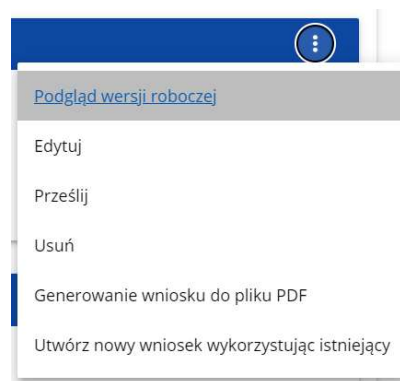 Podgląd wersji roboczej
Edytuj
Prześlij
Usuń
Generowanie wniosku do pliku PDF
Utwórz nowy wniosek wykorzystując istniejący